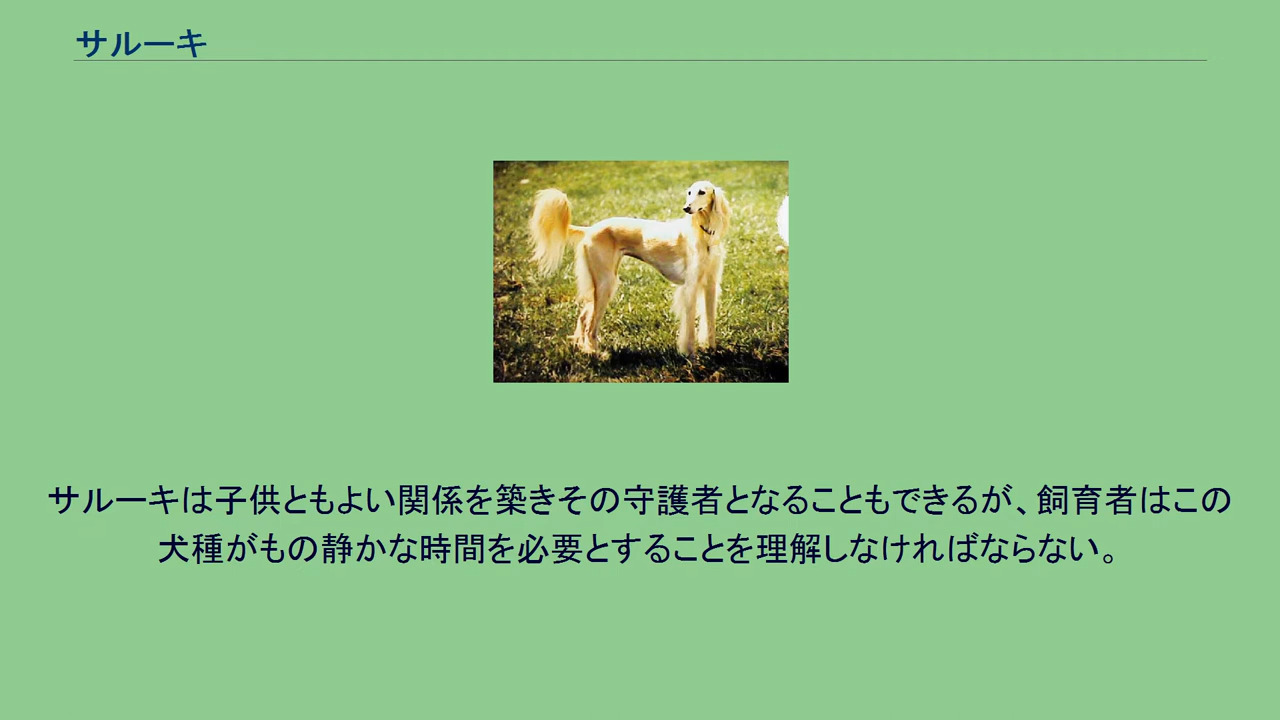 サルーキ
サルーキは子供ともよい関係を築きその守護者となることもできるが、飼育者はこの
犬種がもの静かな時間を必要とすることを理解しなければならない。